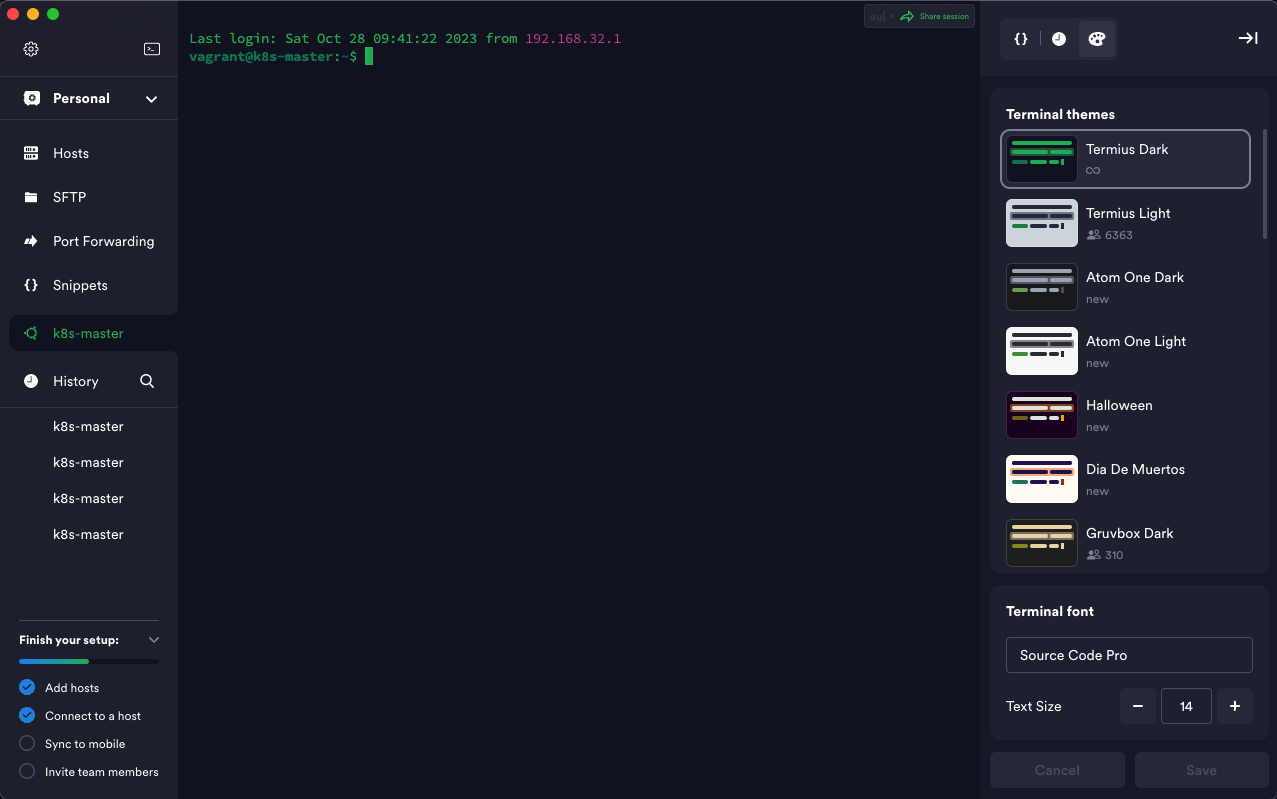 Share session
Last login: Sat Oct 28 09:41:22 2023 from 192.168.32.1
vagrant@k8s-master:~$
Personal
Hosts
SFTP
Port Forwarding
{} Snippets
k8s-master
History
k8s-master
k8s-master
k8s-master
k8s-master
Finish your setup:
Add hosts
Connect to a host
Sync to mobile
Invite team members
{}
Terminal themes
Termius Dark
∞
Termius Light
6363
Atom One Dark
new
Atom One Light
new
Halloween
new
Dia De Muertos
new
Gruvbox Dark
310
Terminal font
Source Code Pro
Text Size − 14 +
Cancel Save